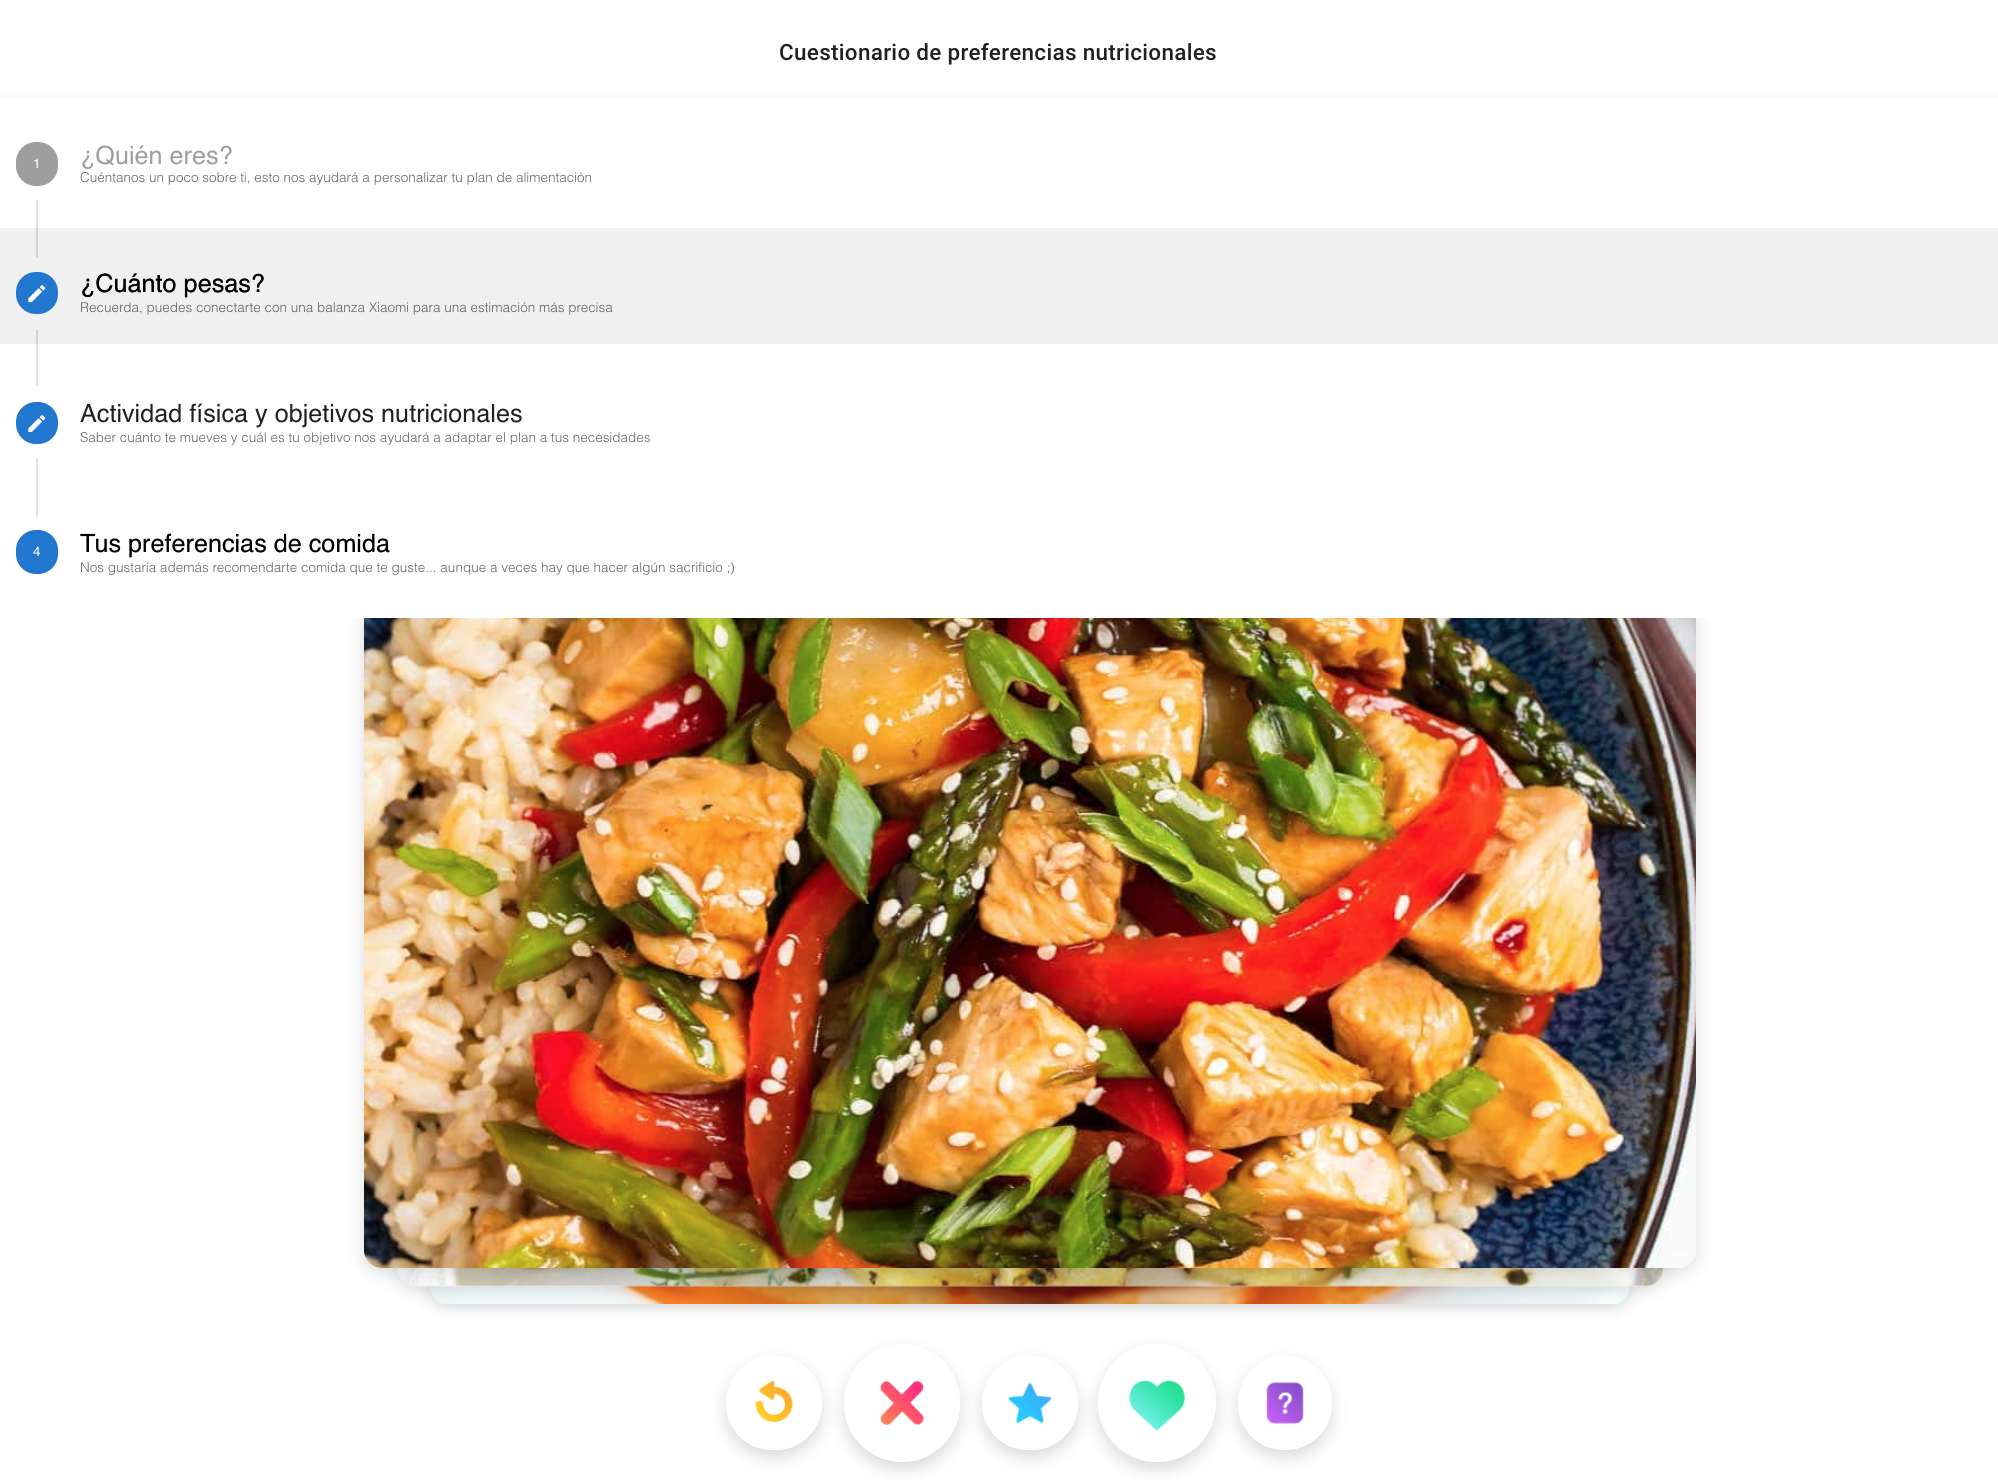 Cuestionario de preferencias nutricionales
1
¿Quién eres?
Cuéntanos un poco sobre ti, esto nos ayudará a personalizar tu plan de alimentación
¿Cuánto pesas?
Recuerda, puedes conectarte con una balanza Xiaomi para una estimación más precisa
Actividad física y objetivos nutricionales
Saber cuánto te mueves y cuál es tu objetivo nos ayudará a adaptar el plan a tus necesidades
4
Tus preferencias de comida
Nos gustaría además recomendarte comida que te guste... aunque a veces hay que hacer algún sacrificio ;)
?